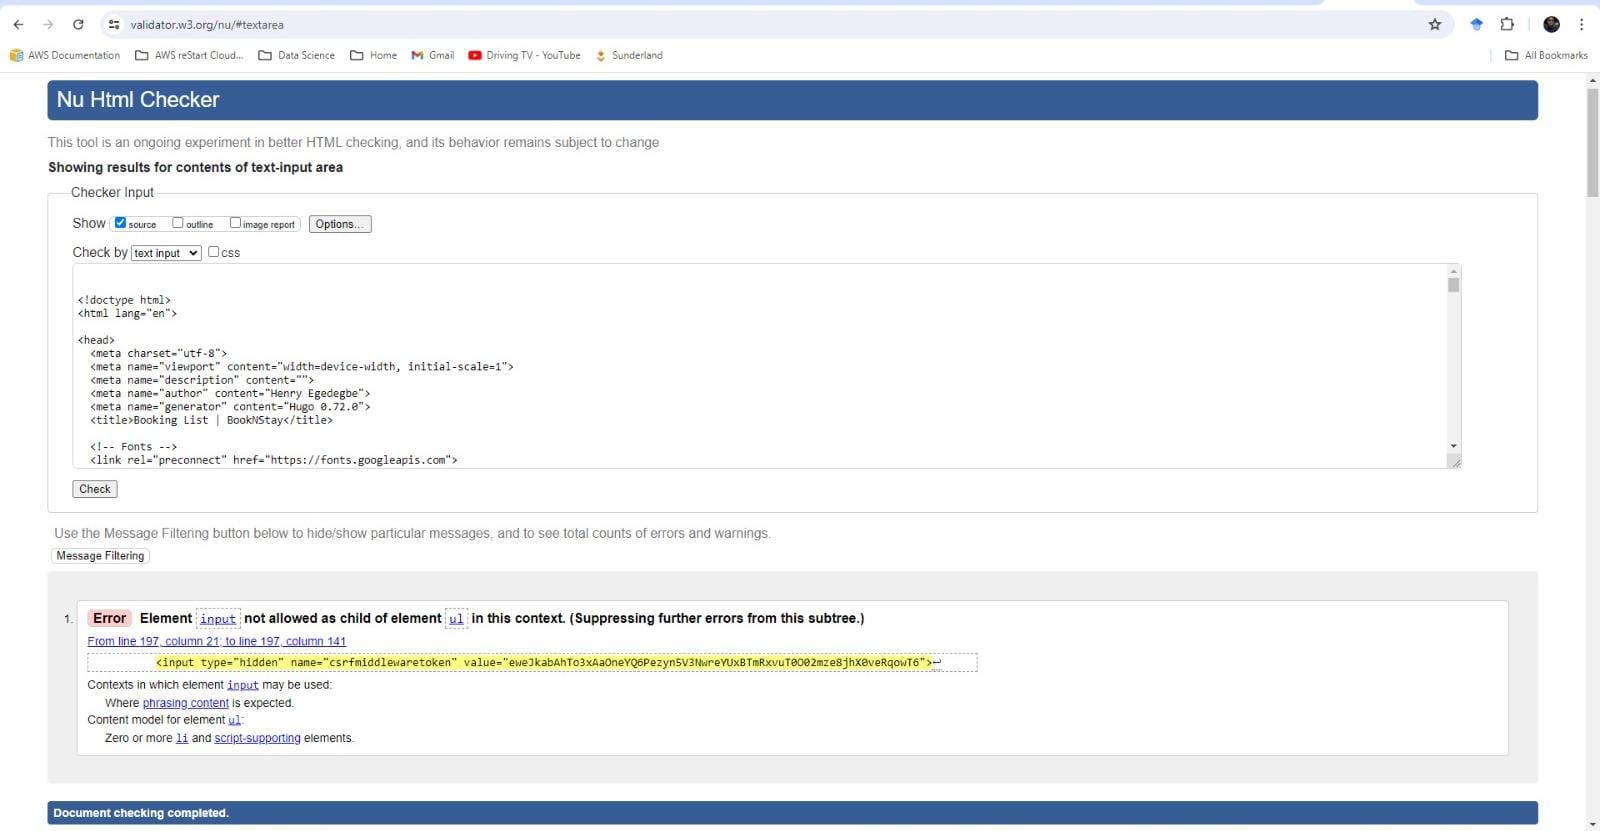 validator.w3.org/nu/#textarea
AWS Documentation AWS reStart Cloud... Data Science Home Gmail Driving TV - YouTube Sunderland All Bookmarks
Nu Html Checker
This tool is an ongoing experiment in better HTML checking, and its behavior remains subject to change
Showing results for contents of text-input area
Checker Input
Show source outline image report Options...
Check by text input css
<!doctype html>
<html lang="en">
<head>
<meta charset="utf-8">
<meta name="viewport" content="width=device-width, initial-scale=1">
<meta name="description" content="">
<meta name="author" content="Henry Egedegbe">
<meta name="generator" content="Hugo 0.72.0">
<title>Booking List | BookNStay</title>
<!-- Fonts -->
<link rel="preconnect" href="https://fonts.googleapis.com">
Check
Use the Message Filtering button below to hide/show particular messages, and to see total counts of errors and warnings.
Message Filtering
1. Error Element input not allowed as child of element ul in this context. (Suppressing further errors from this subtree.)
From line 197, column 21; to line 197, column 141
<input type="hidden" name="csrfmiddlewaretoken" value="eweJkabAhTo3xAaOneYQ6Pezyn5V3NwreYUxBTmRxvuT0O02mze8jhX0veRqowT6">↩
Contexts in which element input may be used:
Where phrasing content is expected.
Content model for element ul:
Zero or more li and script-supporting elements.
Document checking completed.